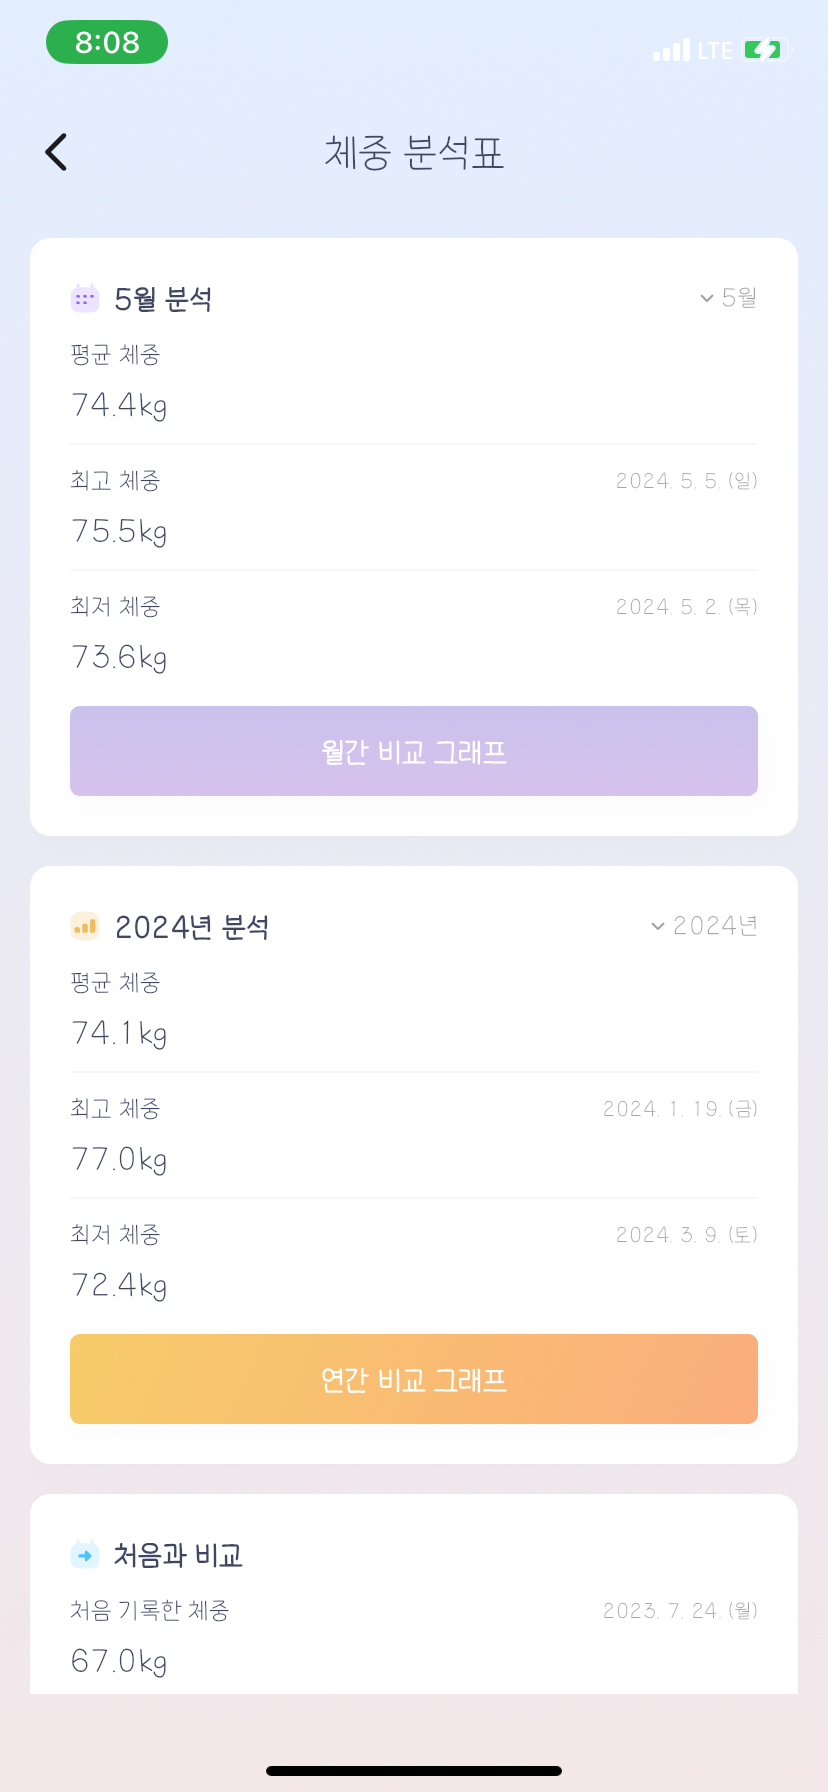 8:08
LTE
체중 분석표
5월 분석
5월
평균 체중
74.4kg
최고 체중
2024. 5. 5. (일)
75.5kg
최저 체중
2024. 5. 2. (목)
73.6kg
월간 비교 그래프
2024년 분석
2024년
평균 체중
74.1kg
최고 체중
2024. 1. 19. (금)
77.0kg
최저 체중
2024. 3. 9. (토)
72.4kg
연간 비교 그래프
처음과 비교
처음 기록한 체중
2023. 7. 24. (월)
67.0kg